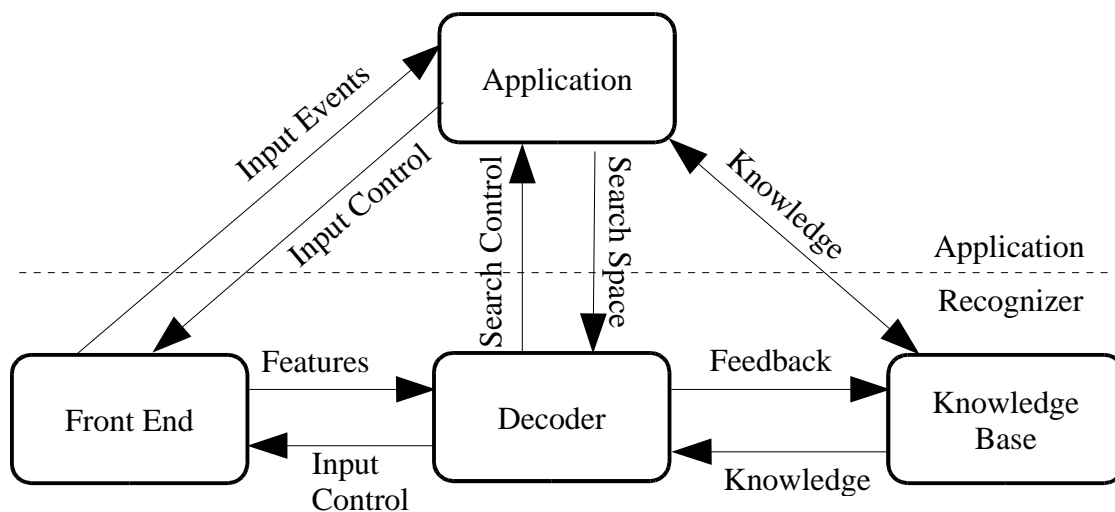 Application
Input Events
Input Control
Search Control
Search Space
Knowledge
Application
Recognizer
Front End
Features
Input
Control
Decoder
Feedback
Knowledge
Knowledge
Base